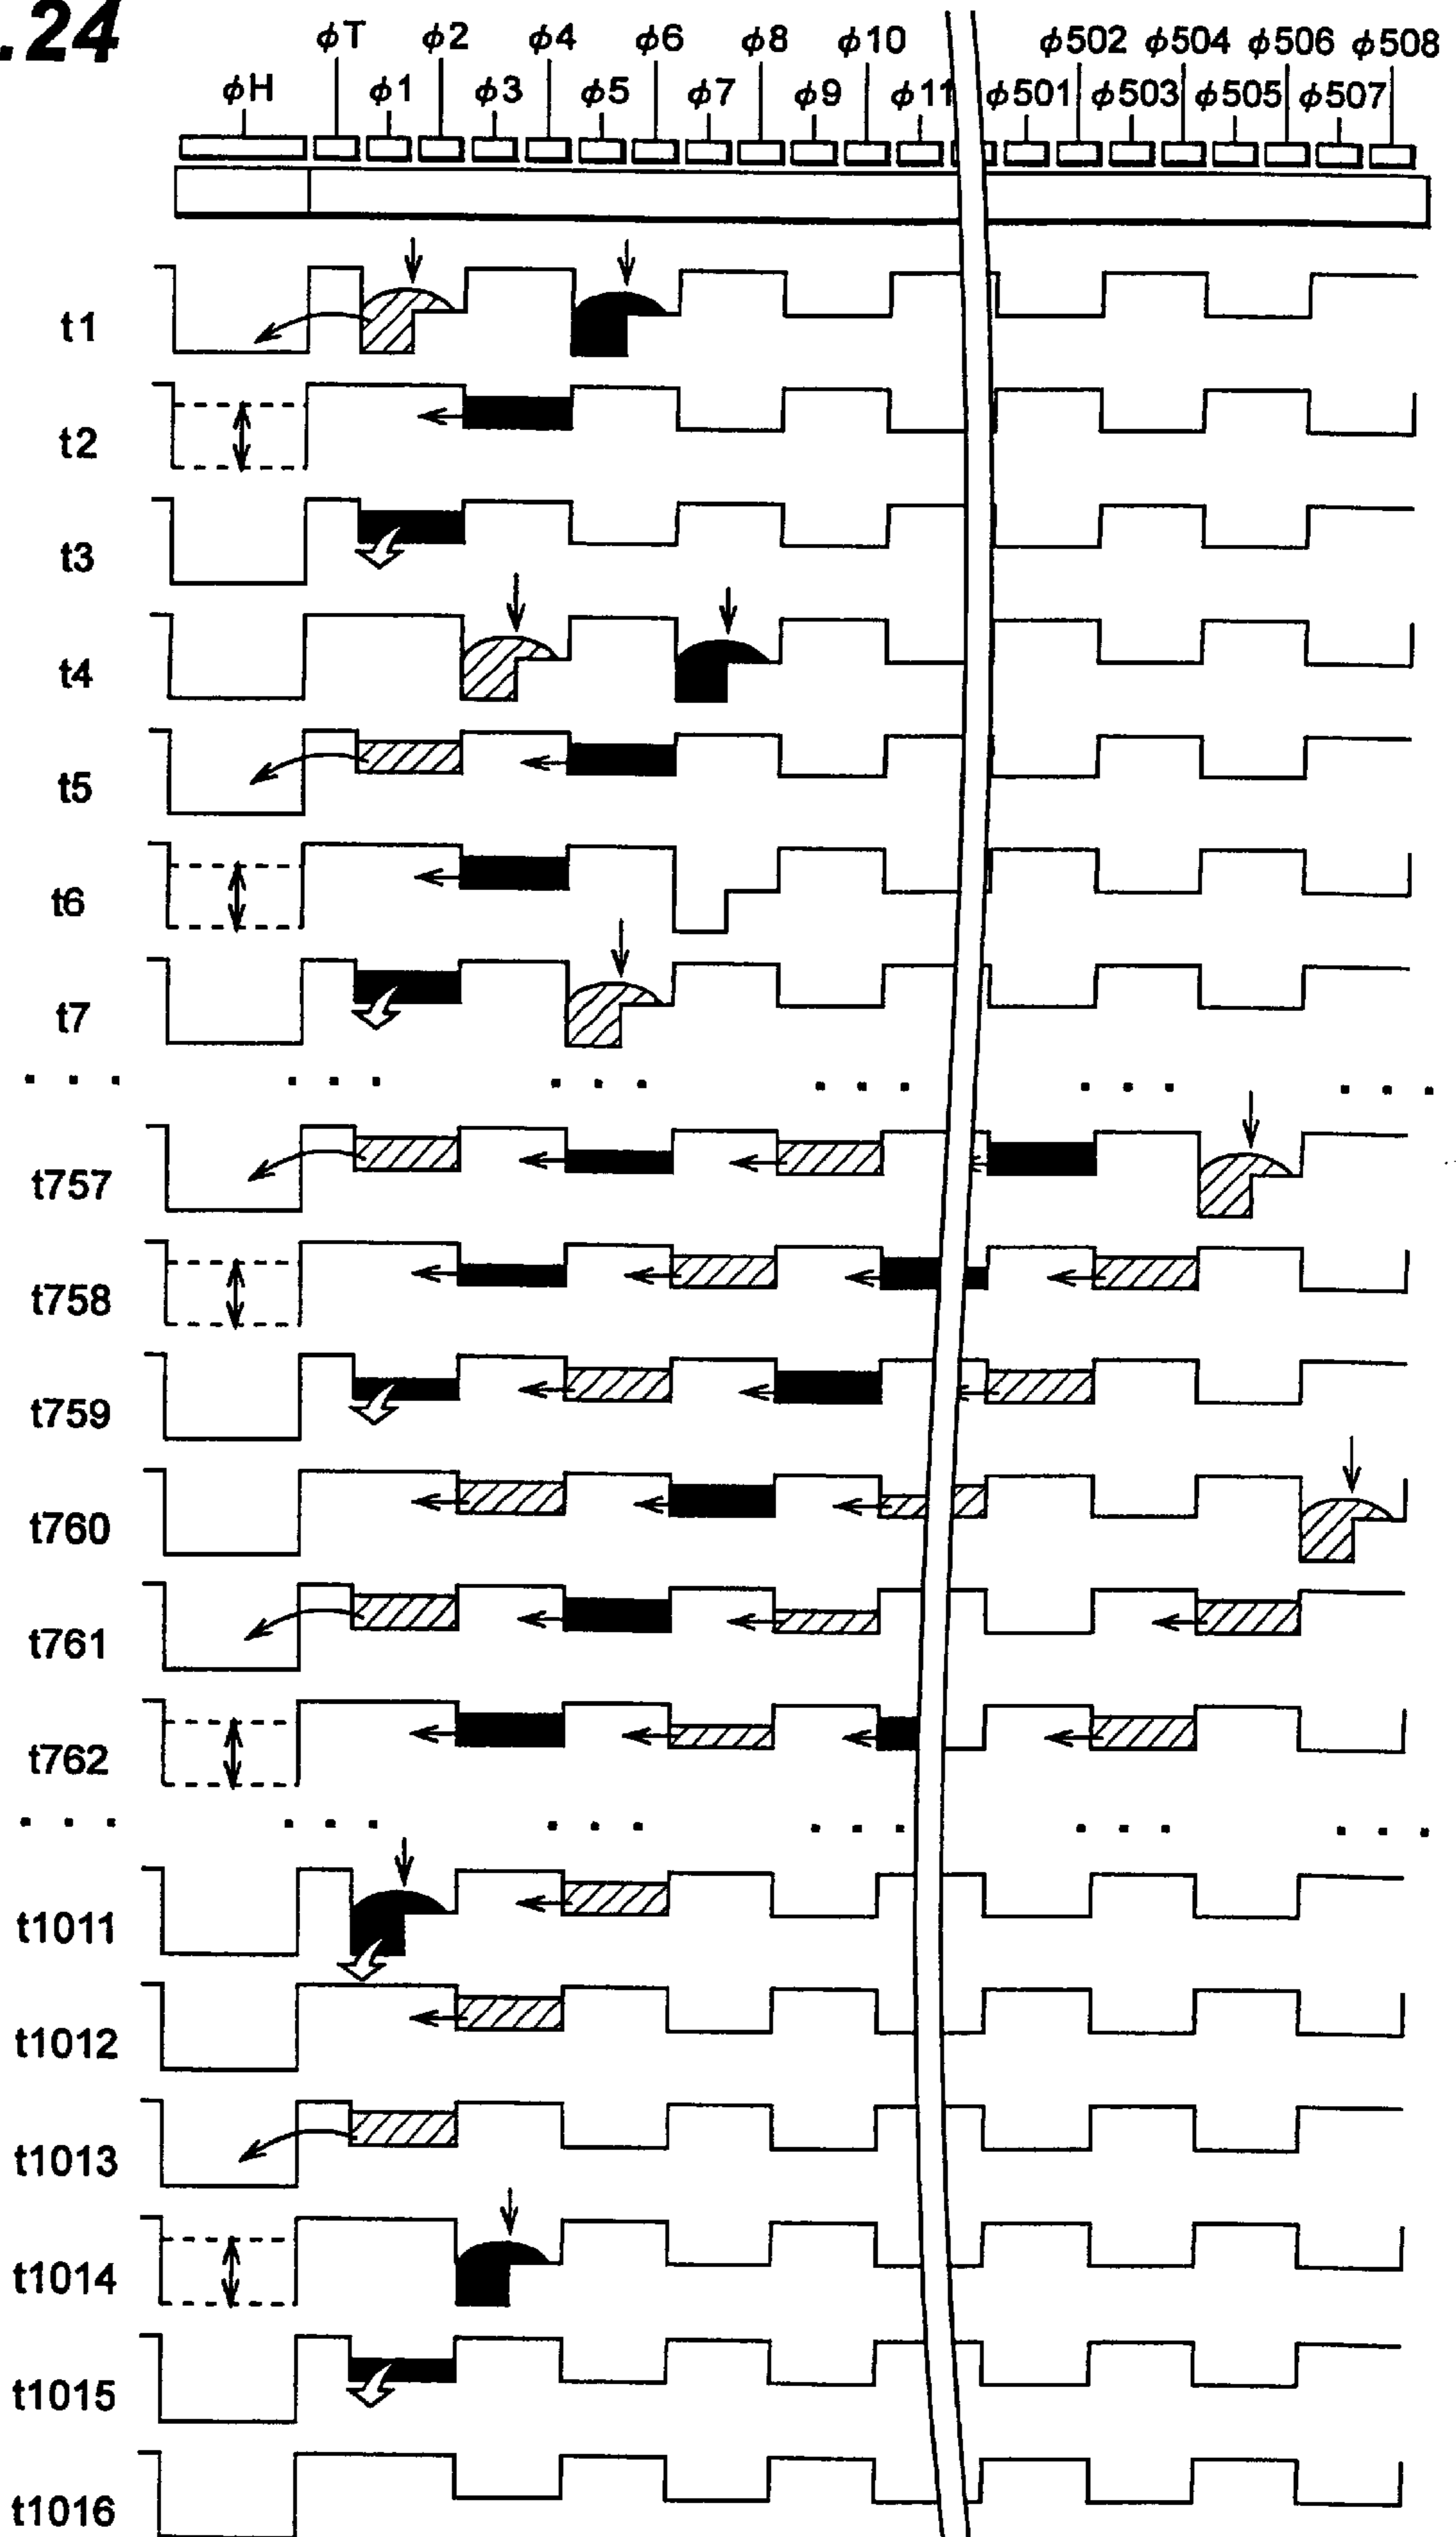 .24
φT φ2 φ4 φ6 φ8 φ10 φ502 φ504 φ506 φ508
φH φ1 φ3 φ5 φ7 φ9 φ11 φ501 φ503 φ505 φ507
t1
t2
t3
t4
t5
t6
t7
t757
t758
t759
t760
t761
t762
t1011
t1012
t1013
t1014
t1015
t1016